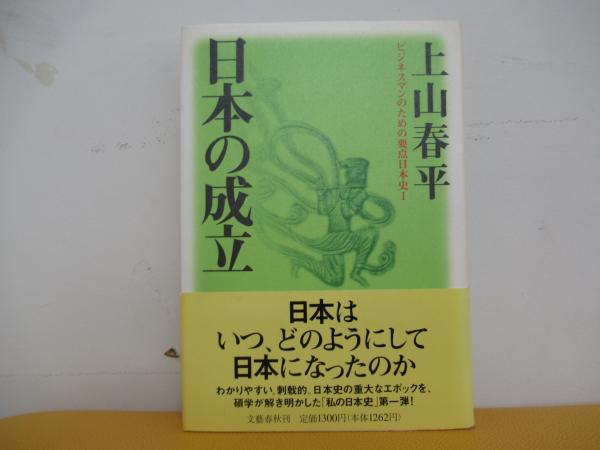 上山春平
ビジネスマンのための要点日本史1
日本の成立
日本は
いつ、どのようにして
日本になったのか
わかりやすい。刺戟的。日本史の重大なエポックを、
碩学が解き明かした「私の日本史」第一弾!
文藝春秋刊 定価1300円(本体1262円)